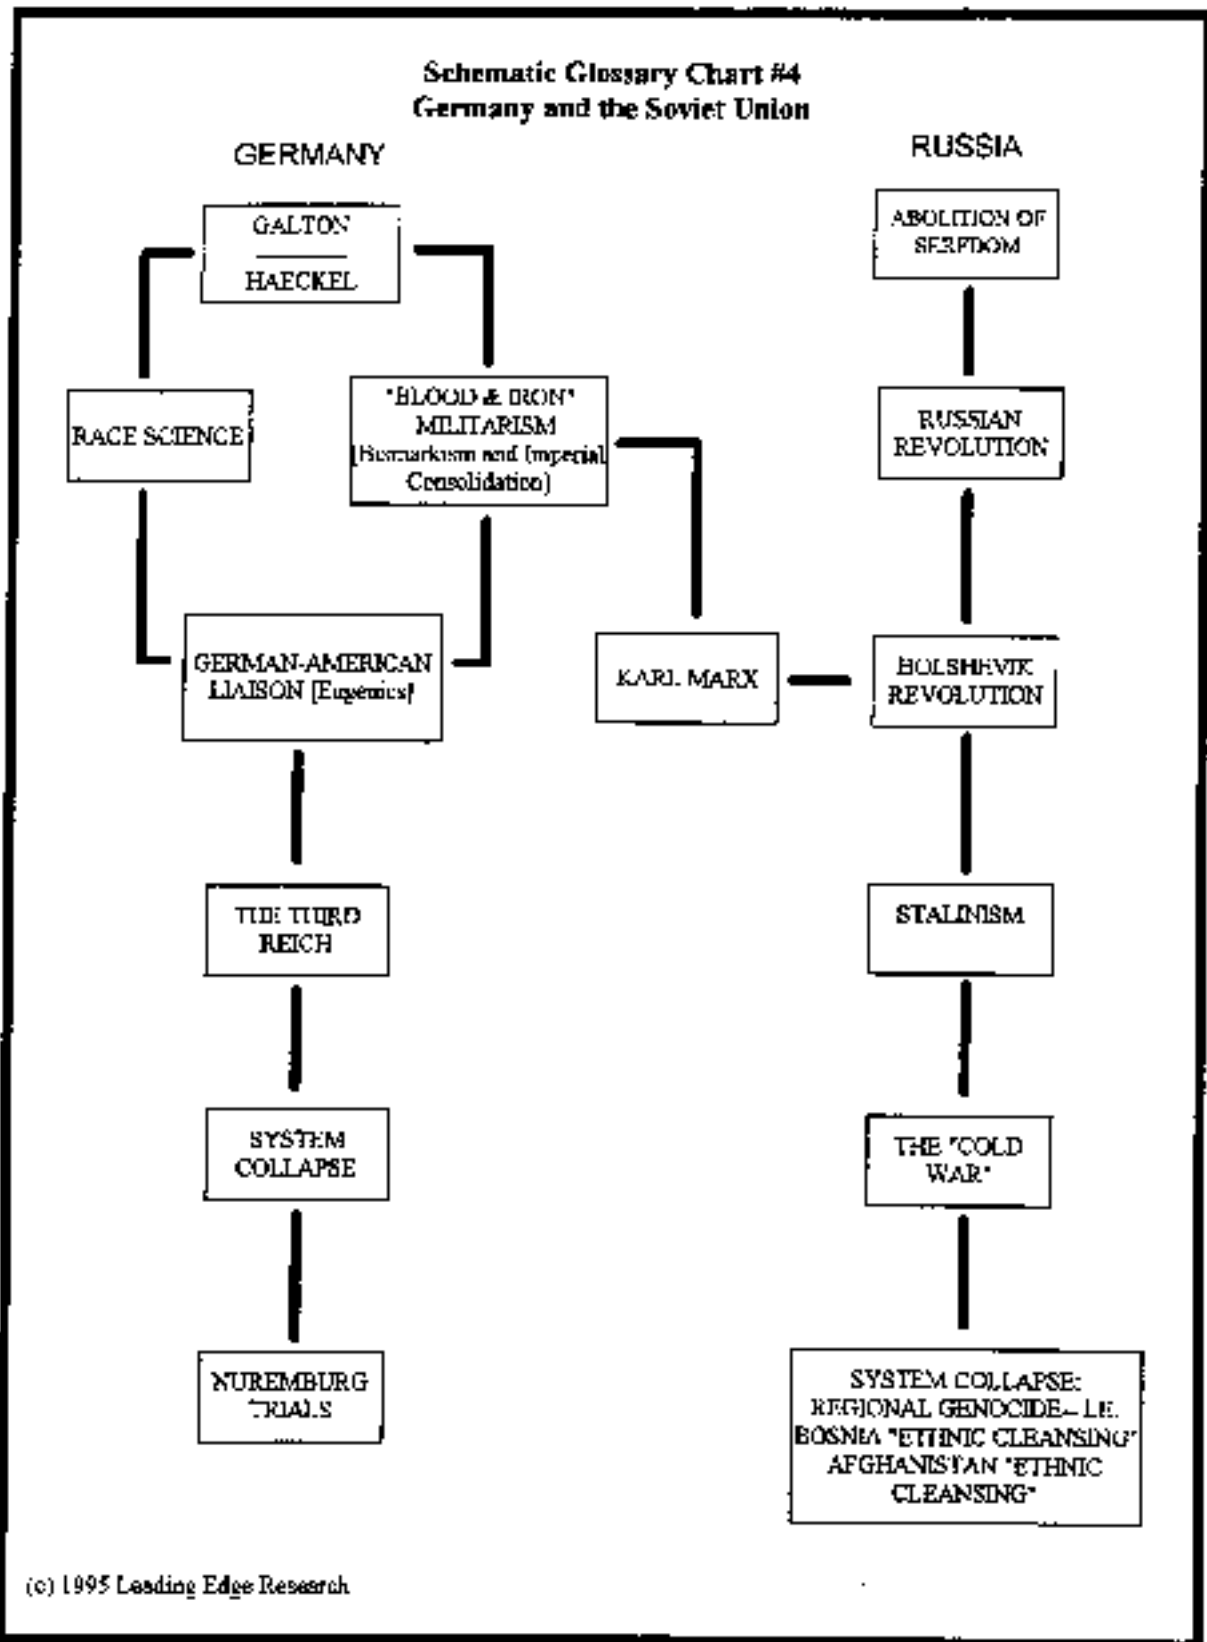 Schematic Glossary Chart #4
Germany and the Soviet Union
GERMANY
RUSSIA
GALTON
HAECKEL
ABOLITION OF
SERFDOM
RACE SCIENCE
"BLOOD & IRON"
MILITARISM
[Bismarkism and Imperial
Consolidation]
RUSSIAN
REVOLUTION
GERMAN-AMERICAN
LIAISON [Eugenics]
KARL MARX
BOLSHEVIK
REVOLUTION
THE THIRD
REICH
STALINISM
SYSTEM
COLLAPSE
THE "COLD
WAR"
NUREMBURG
TRIALS
SYSTEM COLLAPSE:
REGIONAL GENOCIDE-- I.E.
BOSNIA "ETHNIC CLEANSING"
AFGHANISTAN "ETHNIC
CLEANSING"
(c) 1995 Leading Edge Research